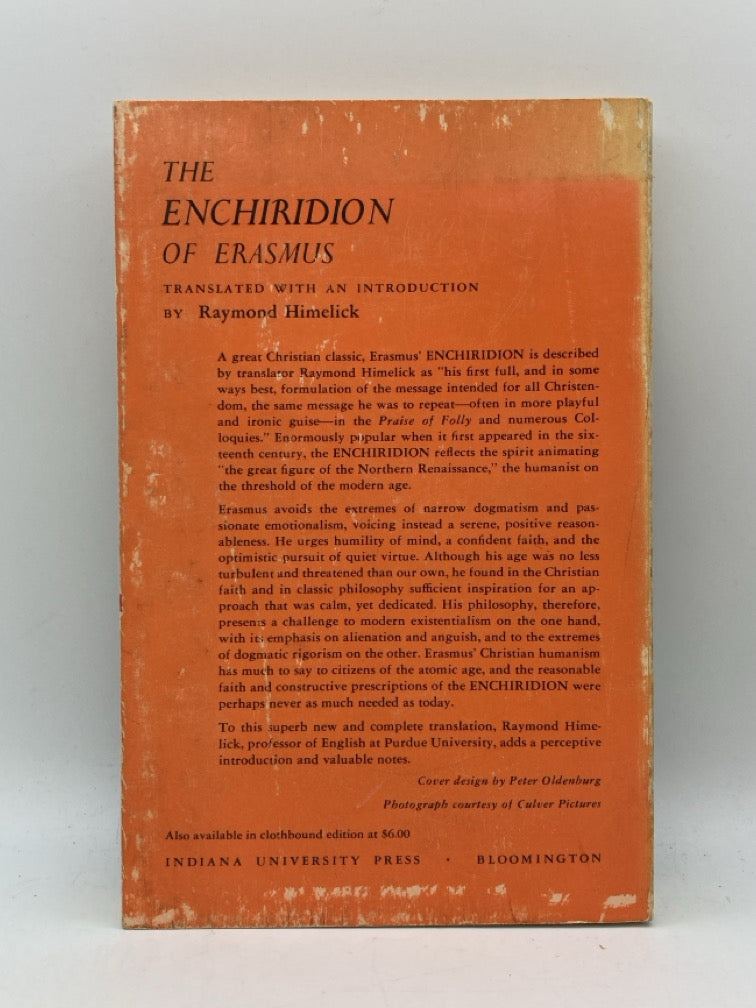 THE
ENCHIRIDION
OF ERASMUS
TRANSLATED WITH AN INTRODUCTION
BY Raymond Himelick
A great Christian classic, Erasmus' ENCHIRIDION is described
by translator Raymond Himelick as "his first full, and in some
ways best, formulation of the message intended for all Christen-
dom, the same message he was to repeat—often in more playful
and ironic guise—in the Praise of Folly and numerous Col-
loquies." Enormously popular when it first appeared in the six-
teenth century, the ENCHIRIDION reflects the spirit animating
"the great figure of the Northern Renaissance," the humanist on
the threshold of the modern age.
Erasmus avoids the extremes of narrow dogmatism and pas-
sionate emotionalism, voicing instead a serene, positive reason-
ableness. He urges humility of mind, a confident faith, and the
optimistic pursuit of quiet virtue. Although his age was no less
turbulent and threatened than our own, he found in the Christian
faith and in classic philosophy sufficient inspiration for an ap-
proach that was calm, yet dedicated. His philosophy, therefore,
presents a challenge to modern existentialism on the one hand,
with its emphasis on alienation and anguish, and to the extremes
of dogmatic rigorism on the other. Erasmus' Christian humanism
has much to say to citizens of the atomic age, and the reasonable
faith and constructive prescriptions of the ENCHIRIDION were
perhaps never as much needed as today.
To this superb new and complete translation, Raymond Hime-
lick, professor of English at Purdue University, adds a perceptive
introduction and valuable notes.
Cover design by Peter Oldenburg
Photograph courtesy of Culver Pictures
Also available in clothbound edition at $6.00
INDIANA UNIVERSITY PRESS · BLOOMINGTON